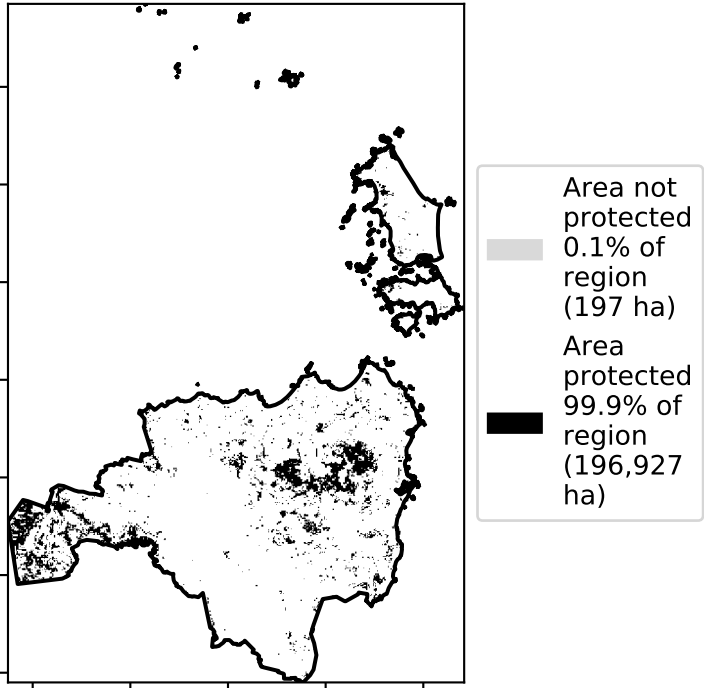 Area not
protected
0.1% of
region
(197 ha)
Area
protected
99.9% of
region
(196,927
ha)